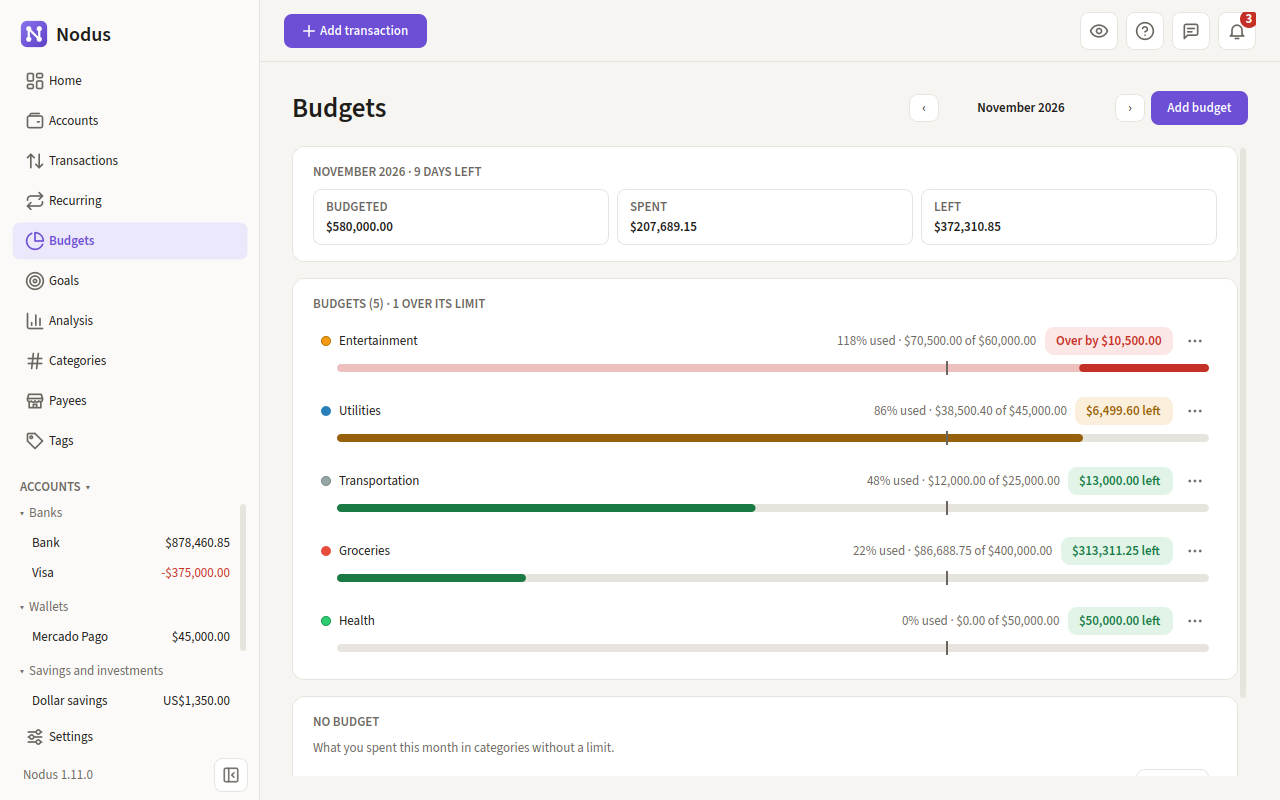 Nodus
Home
Accounts
Transactions
Recurring
Budgets
Goals
Analysis
Categories
Payees
Tags
ACCOUNTS
Banks
Bank $878,460.85
Visa -$375,000.00
Wallets
Mercado Pago $45,000.00
Savings and investments
Dollar savings US$1,350.00
Settings
Nodus 1.11.0
Add transaction
3
Budgets
‹ November 2026 ›
Add budget
NOVEMBER 2026 · 9 DAYS LEFT
BUDGETED
$580,000.00
SPENT
$207,689.15
LEFT
$372,310.85
BUDGETS (5) · 1 OVER ITS LIMIT
Entertainment 118% used · $70,500.00 of $60,000.00 Over by $10,500.00
Utilities 86% used · $38,500.40 of $45,000.00 $6,499.60 left
Transportation 48% used · $12,000.00 of $25,000.00 $13,000.00 left
Groceries 22% used · $86,688.75 of $400,000.00 $313,311.25 left
Health 0% used · $0.00 of $50,000.00 $50,000.00 left
NO BUDGET
What you spent this month in categories without a limit.